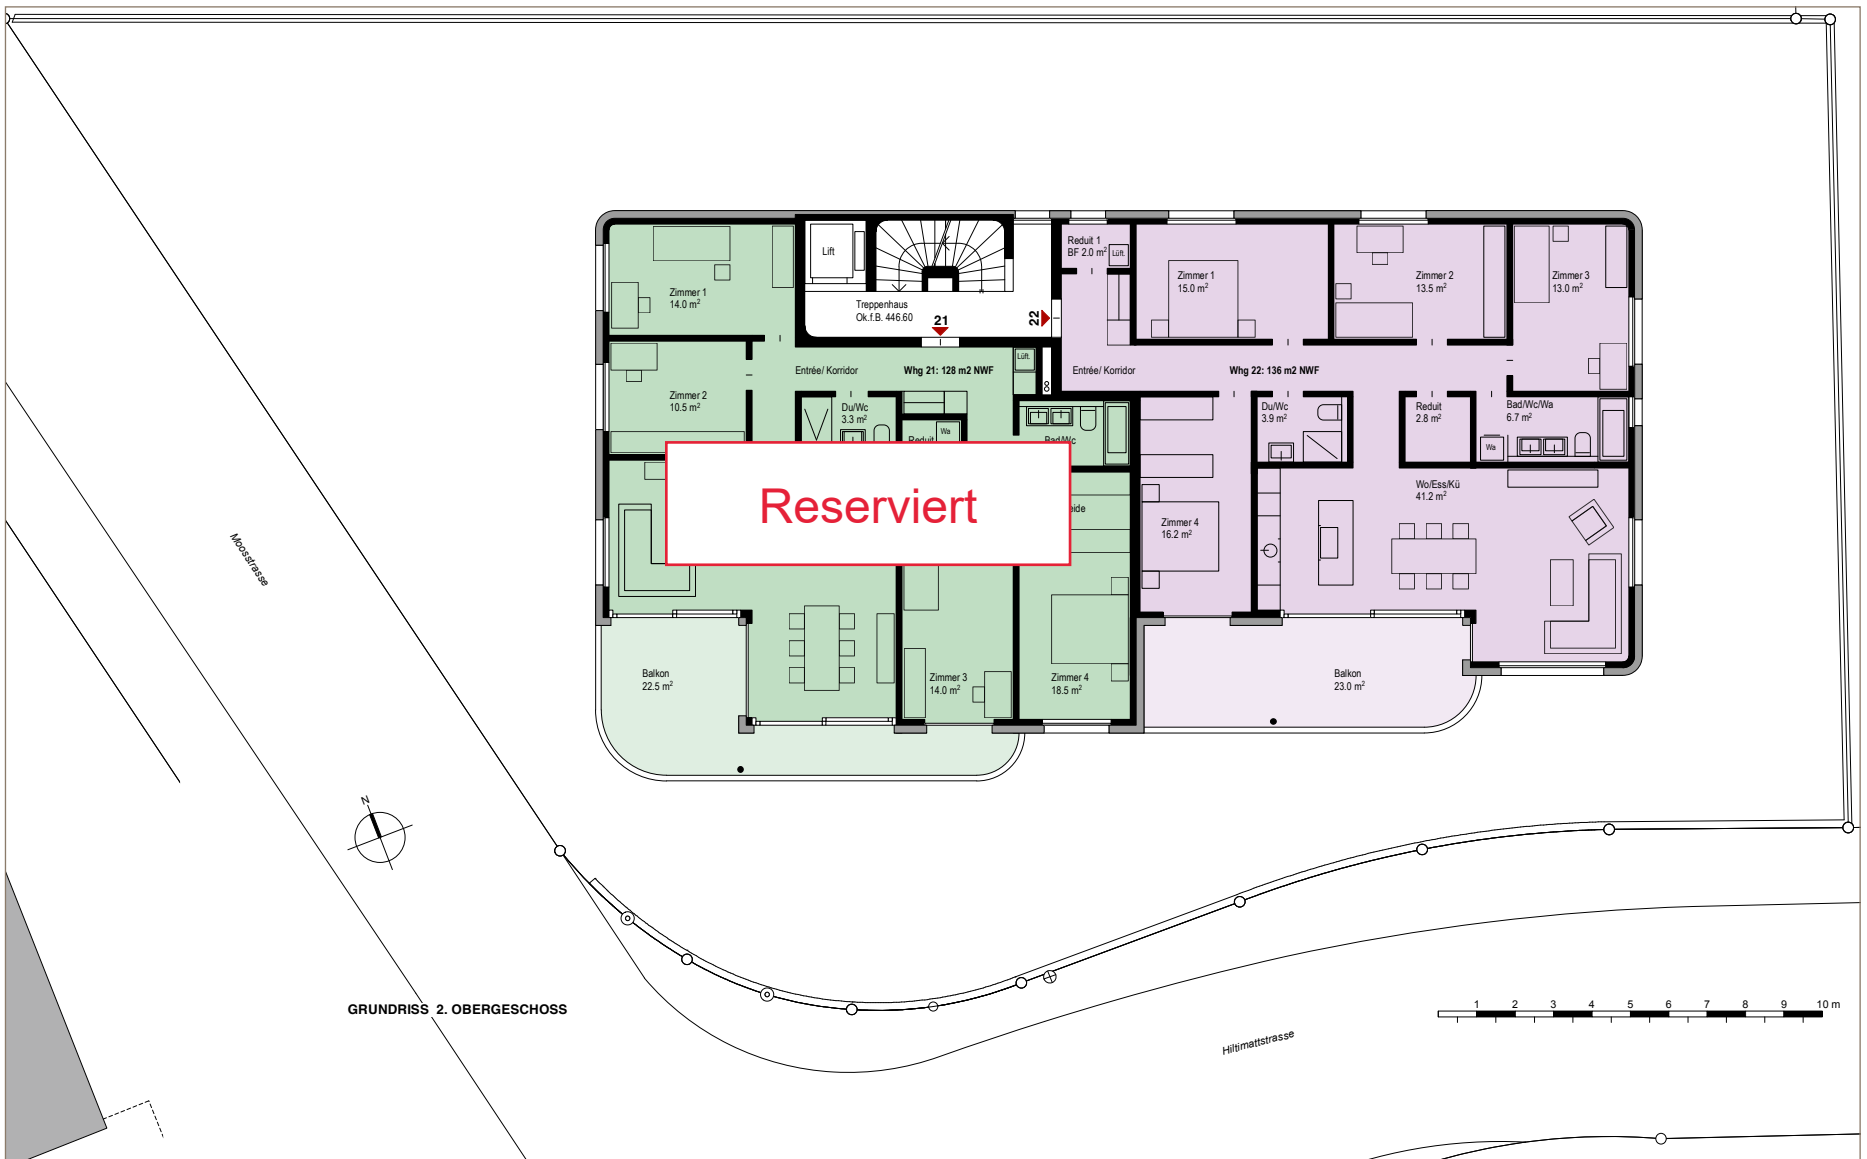 Lift
Treppenhaus
Ok.f.B. 446.60
21
22
Zimmer 1
14.0 m²
Zimmer 2
10.5 m²
Entrée/ Korridor
Whg 21: 128 m2 NWF
Lüft.
Du/Wc
3.3 m²
Reduit
Wa
Bad/Wc
Reserviert
Balkon
22.5 m²
Zimmer 3
14.0 m²
Zimmer 4
18.5 m²
Reduit 1
BF 2.0 m²
Lüft.
Zimmer 1
15.0 m²
Zimmer 2
13.5 m²
Zimmer 3
13.0 m²
Entrée/ Korridor
Whg 22: 136 m2 NWF
Du/Wc
3.9 m²
Reduit
2.8 m²
Bad/Wc/Wa
6.7 m²
Wa
Wo/Ess/Kü
41.2 m²
Zimmer 4
16.2 m²
Balkon
23.0 m²
Moosstrasse
N
GRUNDRISS 2. OBERGESCHOSS
1 2 3 4 5 6 7 8 9 10 m
Hiltimattstrasse